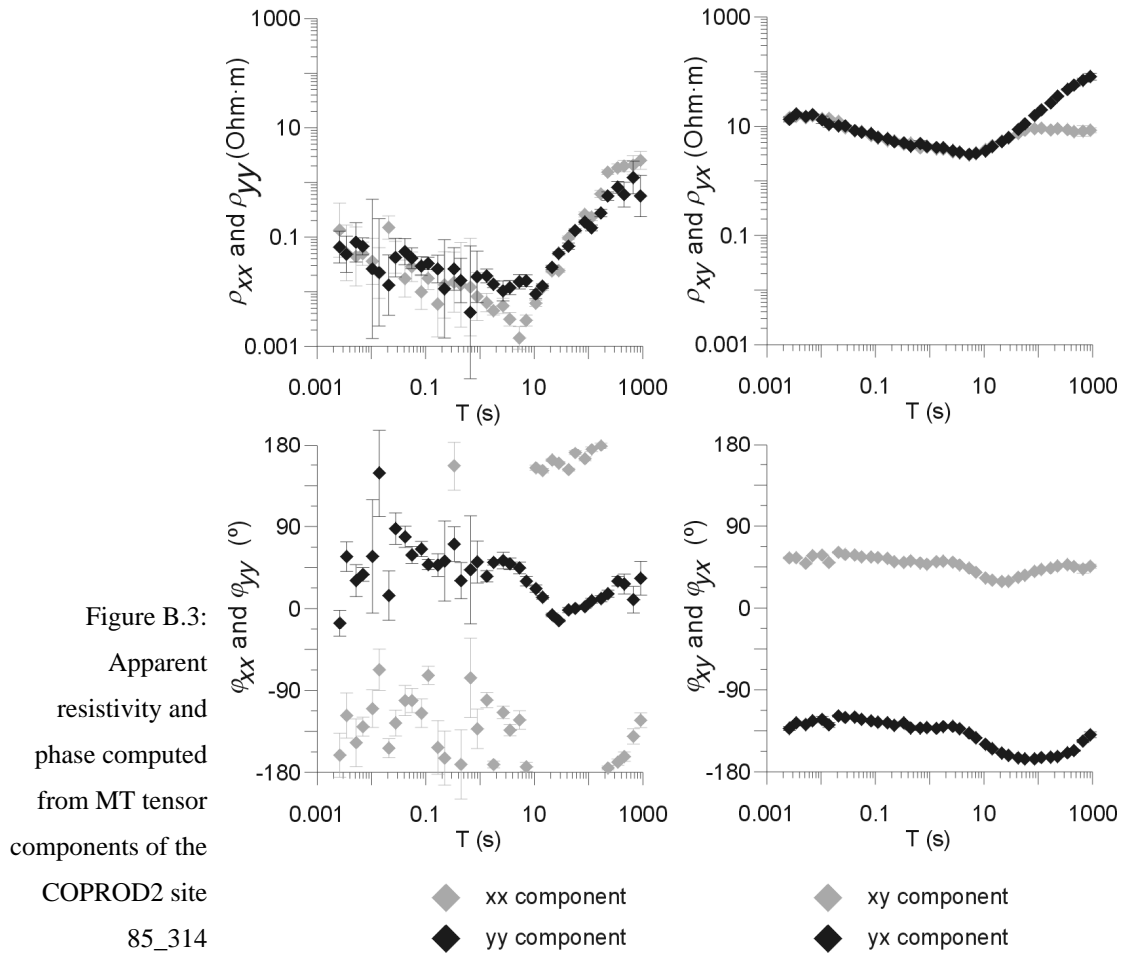 1000
10
0.1
0.001
ρxx and ρyy (Ohm·m)
0.001 0.1 10 1000
T (s)
1000
10
0.1
0.001
ρxy and ρyx (Ohm·m)
0.001 0.1 10 1000
T (s)
180
90
0
-90
-180
φxx and φyy (º)
0.001 0.1 10 1000
T (s)
180
90
0
-90
-180
φxy and φyx (º)
0.001 0.1 10 1000
T (s)
xx component
yy component
xy component
yx component
Figure B.3:
Apparent
resistivity and
phase computed
from MT tensor
components of the
COPROD2 site
85_314